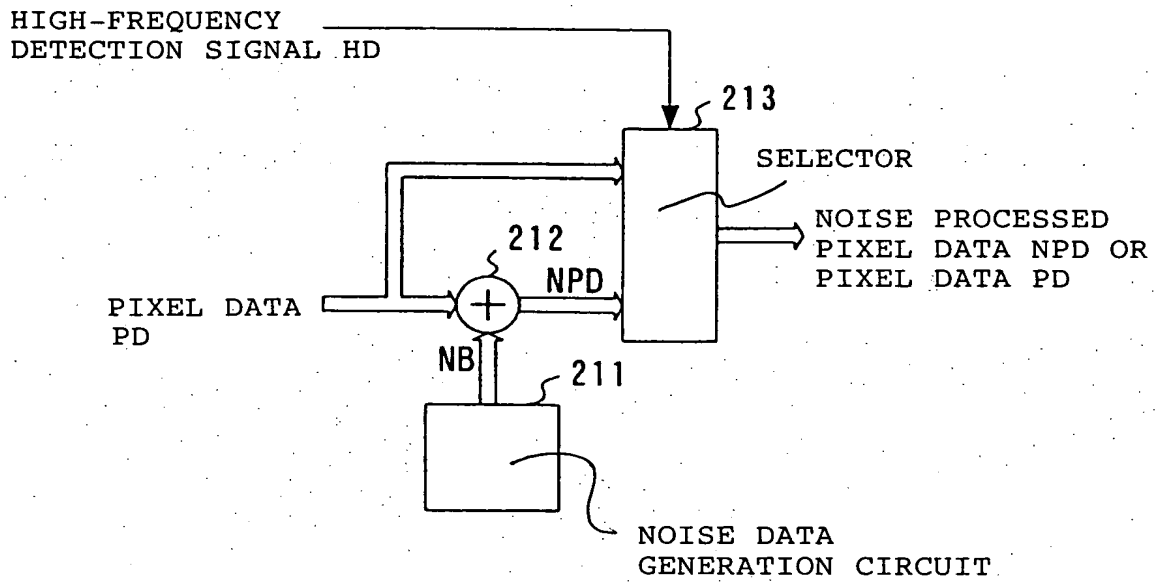 HIGH-FREQUENCY
DETECTION SIGNAL HD
213
SELECTOR
NOISE PROCESSED
PIXEL DATA NPD OR
PIXEL DATA PD
212
NPD
PIXEL DATA
PD
NB
211
NOISE DATA
GENERATION CIRCUIT